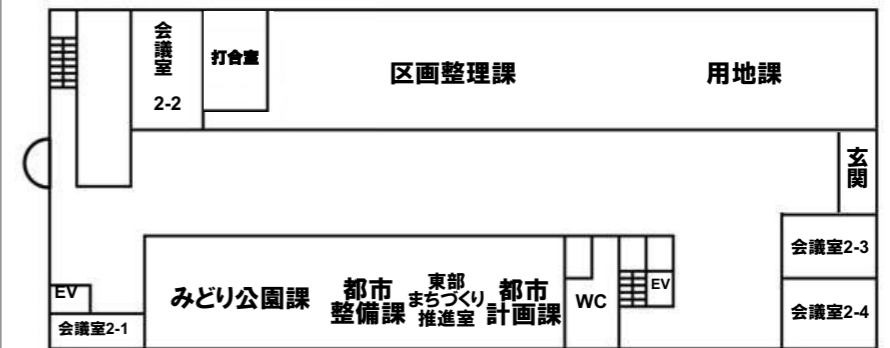 会議室
2-2
打合室
区画整理課
用地課
玄関
会議室2-3
会議室2-4
EV
会議室2-1
みどり公園課
都市
整備課
東部
まちづくり
推進室
都市
計画課
WC
EV